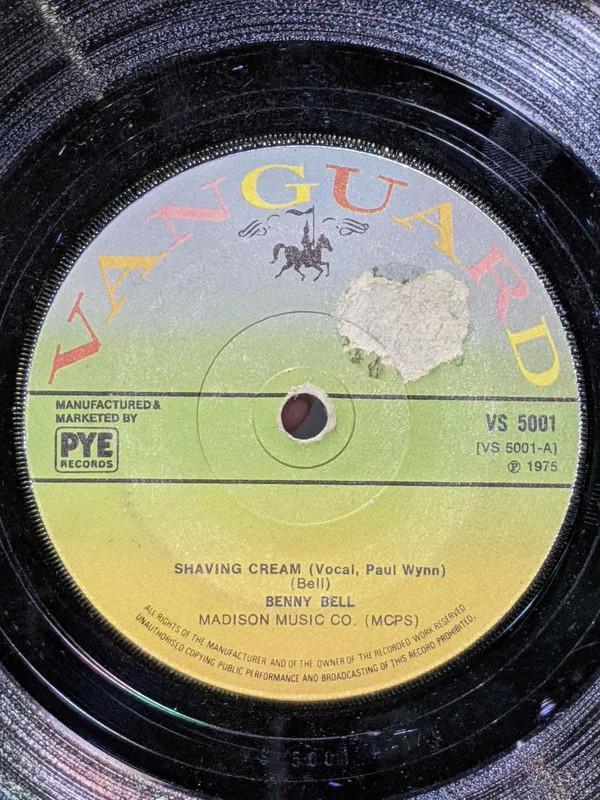 VANGUARD
MANUFACTURED &
MARKETED BY
PYE
RECORDS
VS 5001
[VS 5001-A]
℗ 1975
SHAVING CREAM (Vocal, Paul Wynn)
(Bell)
BENNY BELL
MADISON MUSIC CO. (MCPS)
ALL RIGHTS OF THE MANUFACTURER AND OF THE OWNER OF THE RECORDED WORK RESERVED
UNAUTHORISED COPYING PUBLIC PERFORMANCE AND BROADCASTING OF THIS RECORD PROHIBITED.